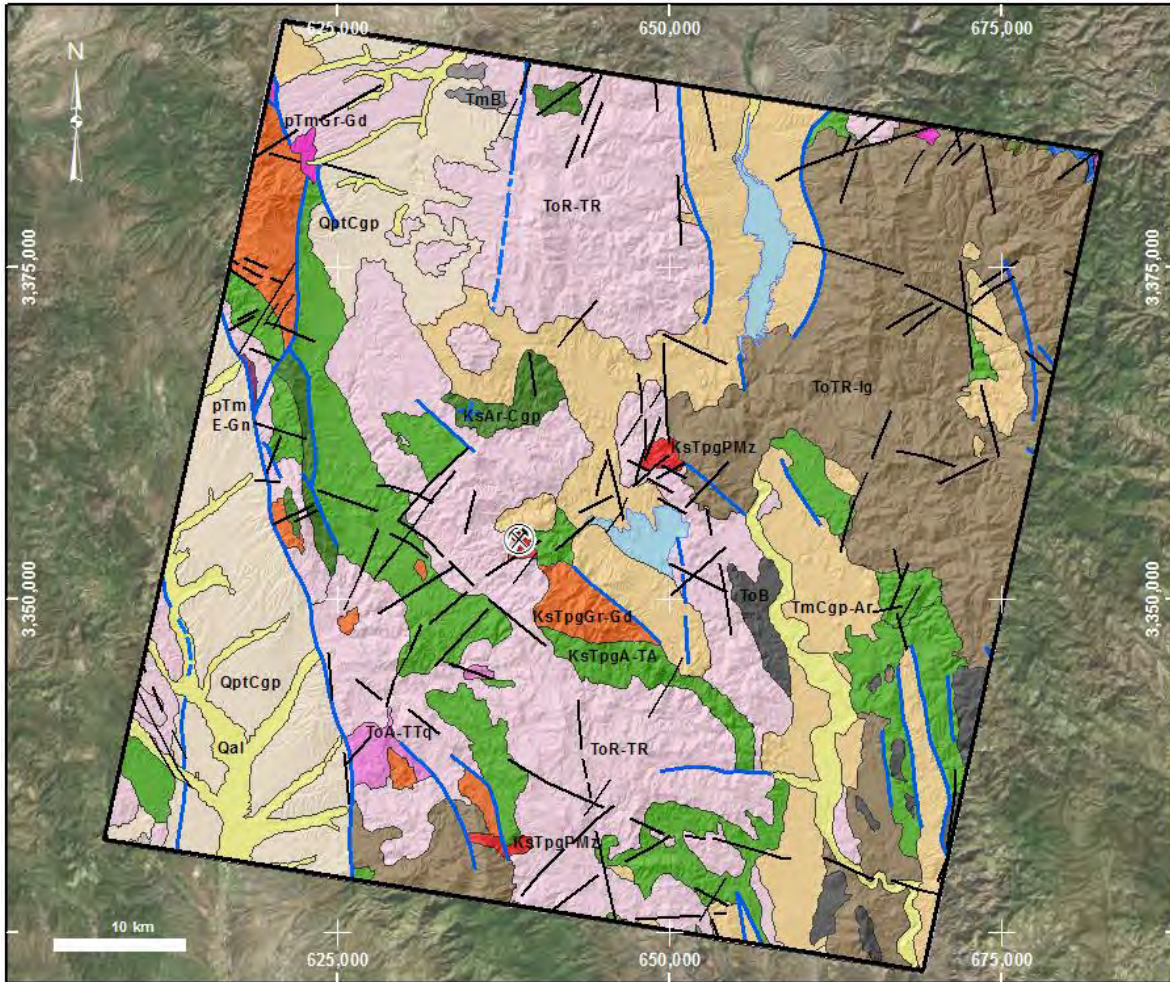 625,000
650,000
675,000
N
TmB
pTmGr-Gd
ToR-TR
QptCgp
3,375,000
3,375,000
ToTR-Ig
pTm
E-Gn
KsAr-Cgp
KsTpgPMz
3,350,000
3,350,000
ToB
TmCgp-Ar
KsTpgGr-Gd
KsTpgA-TA
QptCgp
ToA-TTq
Qal
ToR-TR
KsTpgPMz
10 km
625,000
650,000
675,000